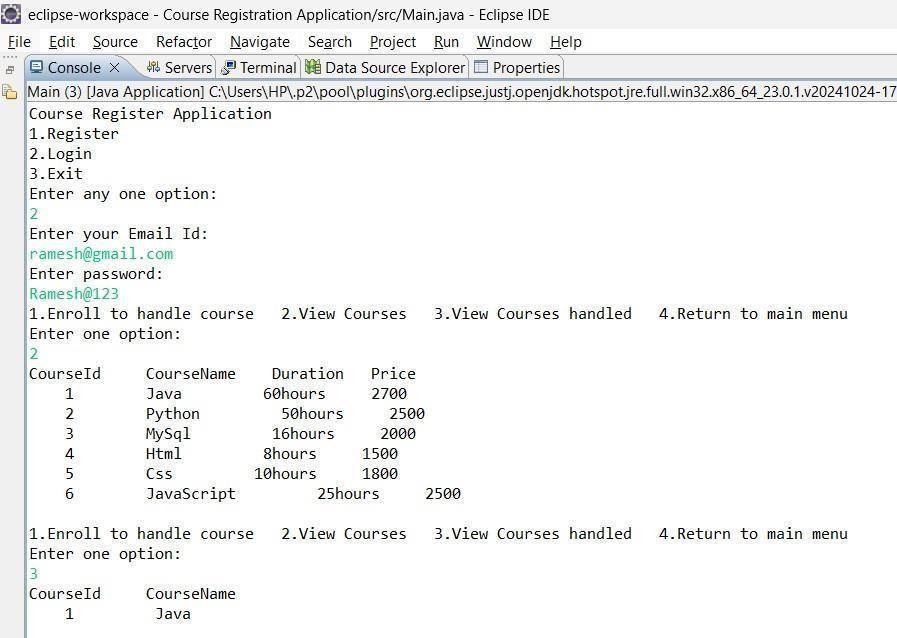 eclipse-workspace - Course Registration Application/src/Main.java - Eclipse IDE
File Edit Source Refactor Navigate Search Project Run Window Help
Console Servers Terminal Data Source Explorer Properties
Main (3) [Java Application] C:\Users\HP\.p2\pool\plugins\org.eclipse.justj.openjdk.hotspot.jre.full.win32.x86_64_23.0.1.v20241024-17
Course Register Application
1.Register
2.Login
3.Exit
Enter any one option:
2
Enter your Email Id:
ramesh@gmail.com
Enter password:
Ramesh@123
1.Enroll to handle course   2.View Courses   3.View Courses handled   4.Return to main menu
Enter one option:
2
CourseId     CourseName    Duration   Price
    1        Java         60hours     2700
    2        Python         50hours     2500
    3        MySql         16hours     2000
    4        Html         8hours     1500
    5        Css         10hours     1800
    6        JavaScript         25hours     2500
1.Enroll to handle course   2.View Courses   3.View Courses handled   4.Return to main menu
Enter one option:
3
CourseId     CourseName
    1         Java